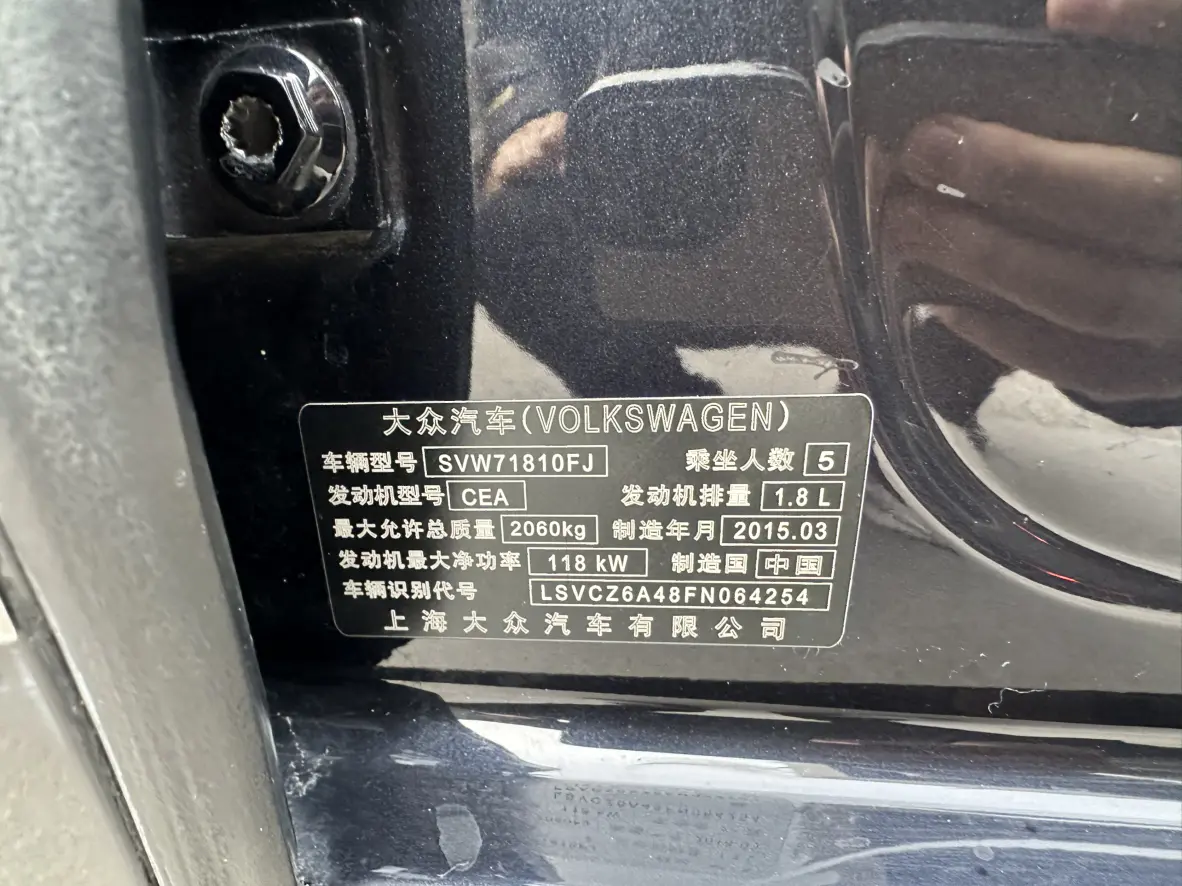 大众汽车(VOLKSWAGEN)
车辆型号 SVW71810FJ 乘坐人数 5
发动机型号 CEA 发动机排量 1.8 L
最大允许总质量 2060kg 制造年月 2015.03
发动机最大净功率 118 kW 制造国 中国
车辆识别代号 LSVCZ6A48FN064254
上海大众汽车有限公司